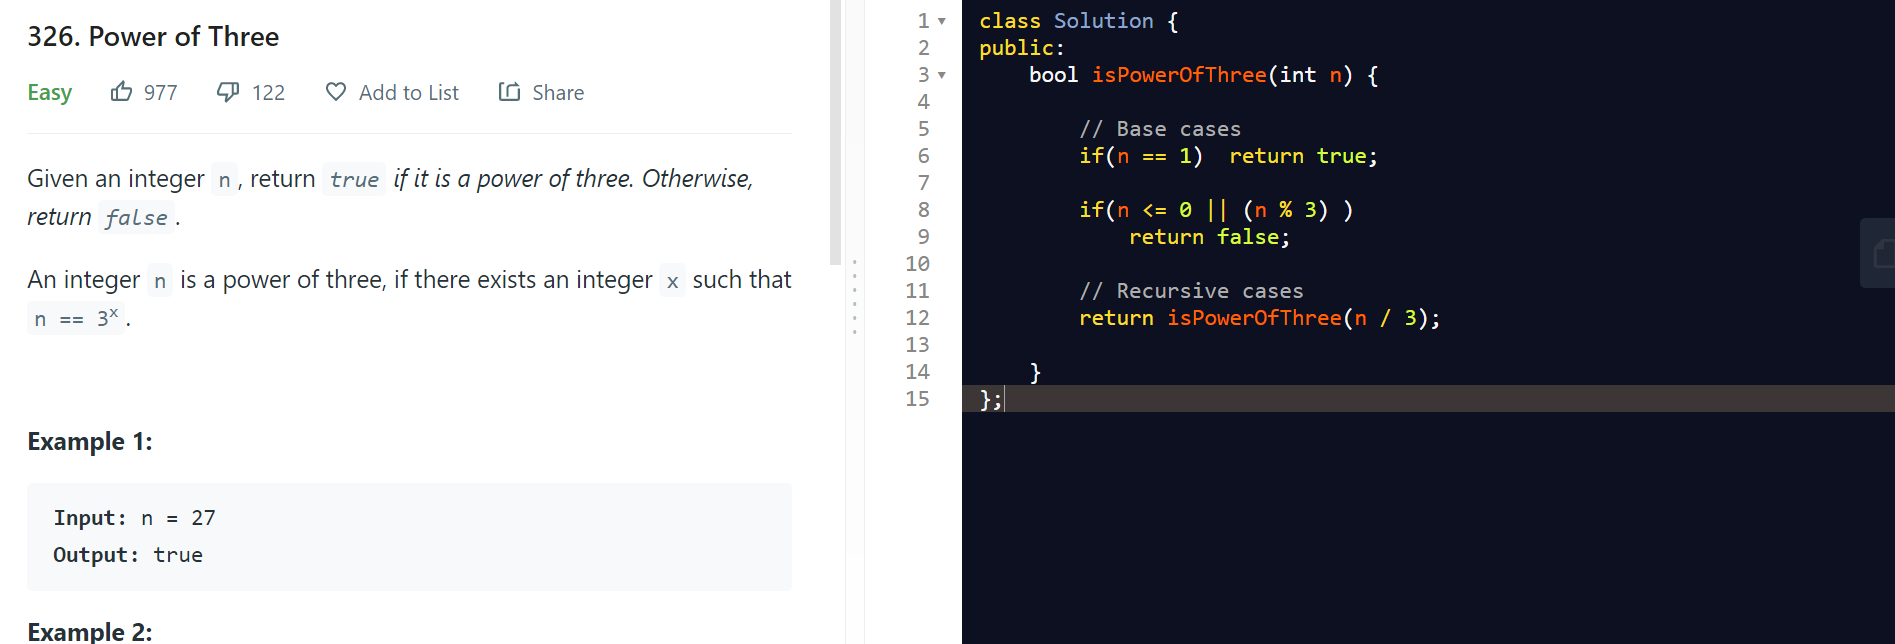 326. Power of Three
Easy 977 122 Add to List Share
Given an integer n, return true if it is a power of three. Otherwise,
return false.
An integer n is a power of three, if there exists an integer x such that
n == 3ˣ.
Example 1:
Input: n = 27
Output: true
Example 2:
1 class Solution {
2 public:
3     bool isPowerOfThree(int n) {
4
5         // Base cases
6         if(n == 1)  return true;
7
8         if(n <= 0 || (n % 3) )
9             return false;
10
11         // Recursive cases
12         return isPowerOfThree(n / 3);
13
14     }
15 };